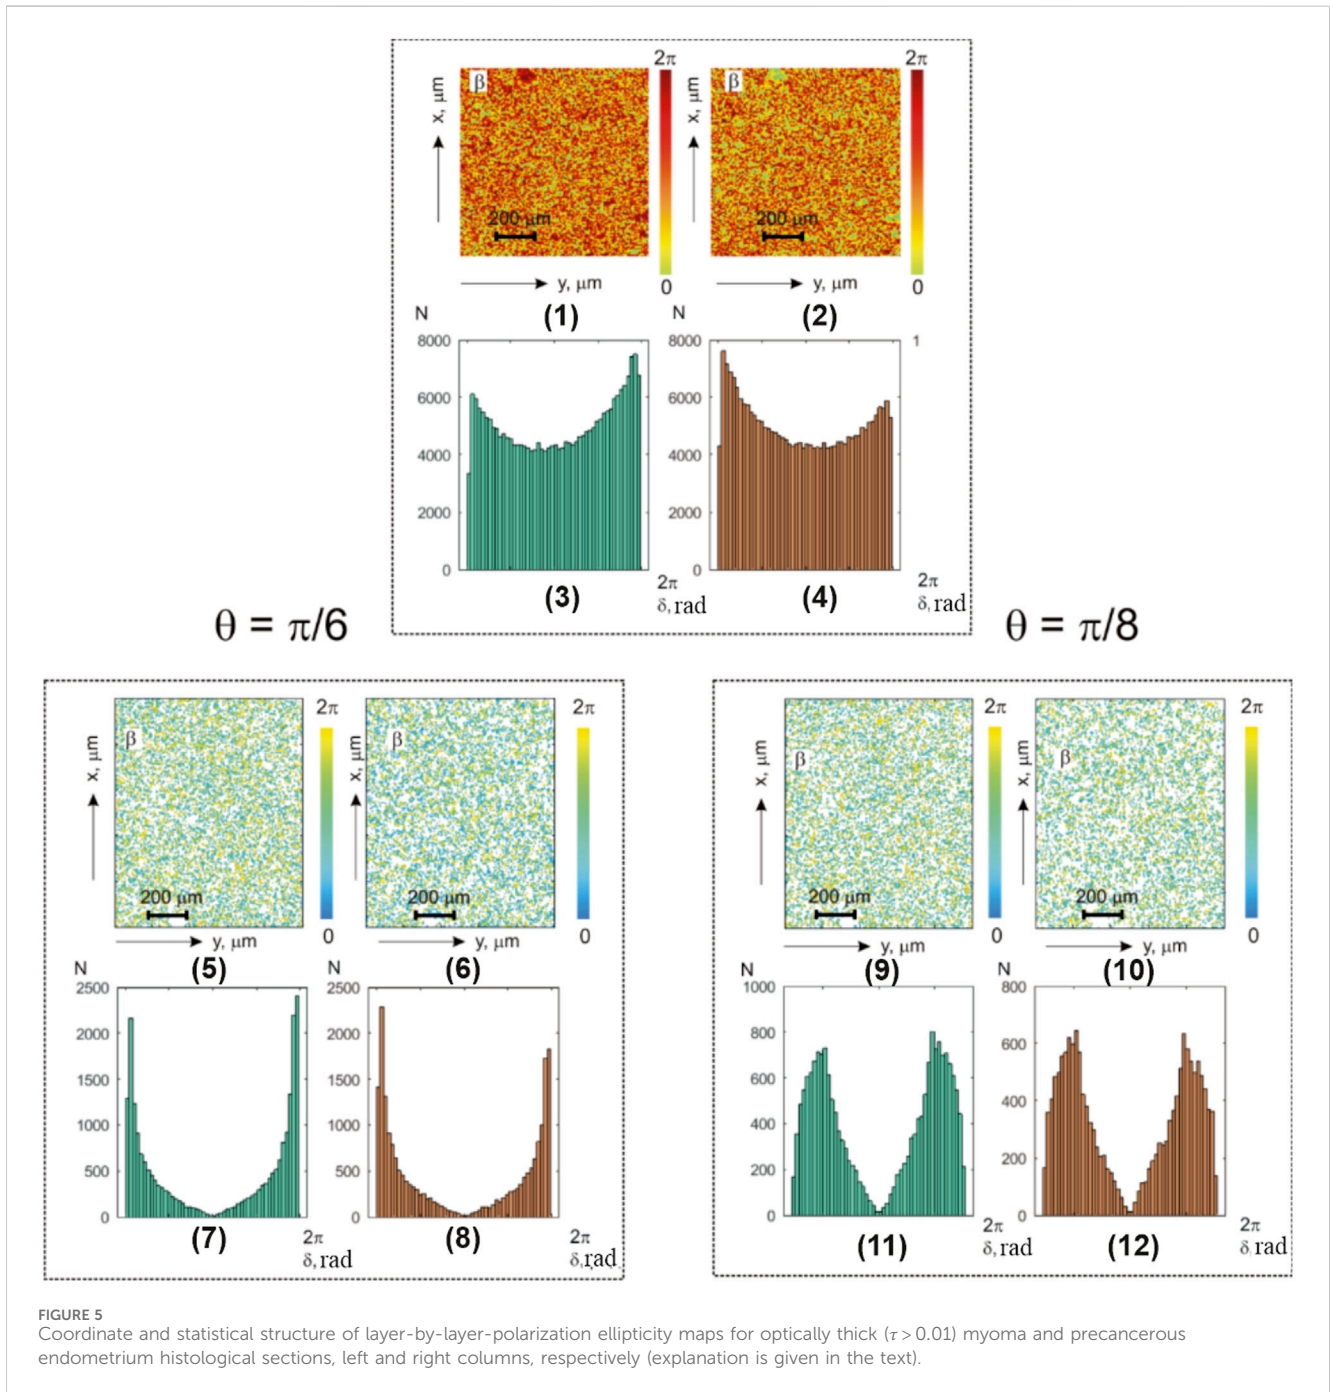 2π
2π
β
β
x, μm
x, μm
200 μm
200 μm
0
0
y, μm
y, μm
(1)
(2)
N
N
8000
8000
1
6000
6000
4000
4000
2000
2000
0
0
2π
2π
(3)
(4)
δ, rad
δ, rad
θ = π/6
θ = π/8
2π
2π
β
β
x, μm
x, μm
200 μm
200 μm
0
0
y, μm
y, μm
(5)
(6)
N
N
2500
2500
2000
2000
1500
1500
1000
1000
500
500
0
0
(7)
(8)
2π
2π
δ, rad
δ, rad
2π
2π
β
β
x, μm
x, μm
200 μm
200 μm
0
0
y, μm
y, μm
(9)
(10)
N
N
1000
800
800
600
600
400
400
200
200
0
0
(11)
(12)
2π
2π
δ, rad
δ, rad
FIGURE 5
Coordinate and statistical structure of layer-by-layer-polarization ellipticity maps for optically thick (τ > 0.01) myoma and precancerous
endometrium histological sections, left and right columns, respectively (explanation is given in the text).